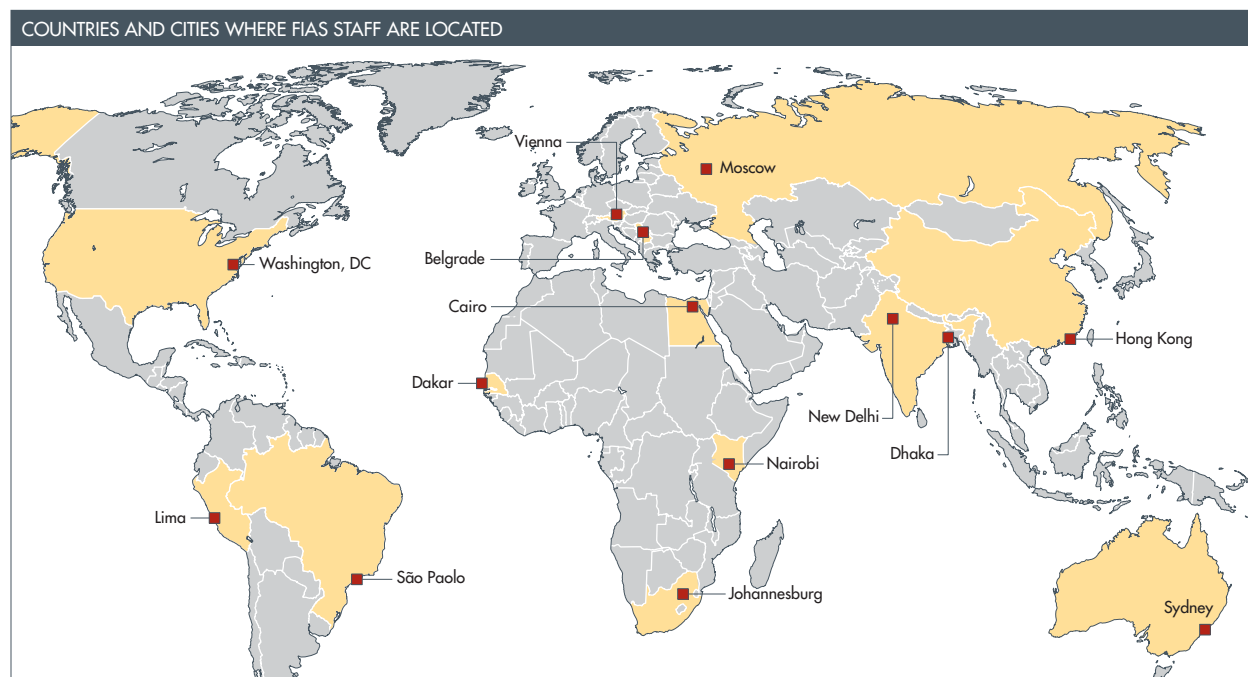 COUNTRIES AND CITIES WHERE FIAS STAFF ARE LOCATED
Vienna
Moscow
Belgrade
Washington, DC
Cairo
Hong Kong
Dakar
New Delhi
Dhaka
Nairobi
Lima
São Paolo
Johannesburg
Sydney